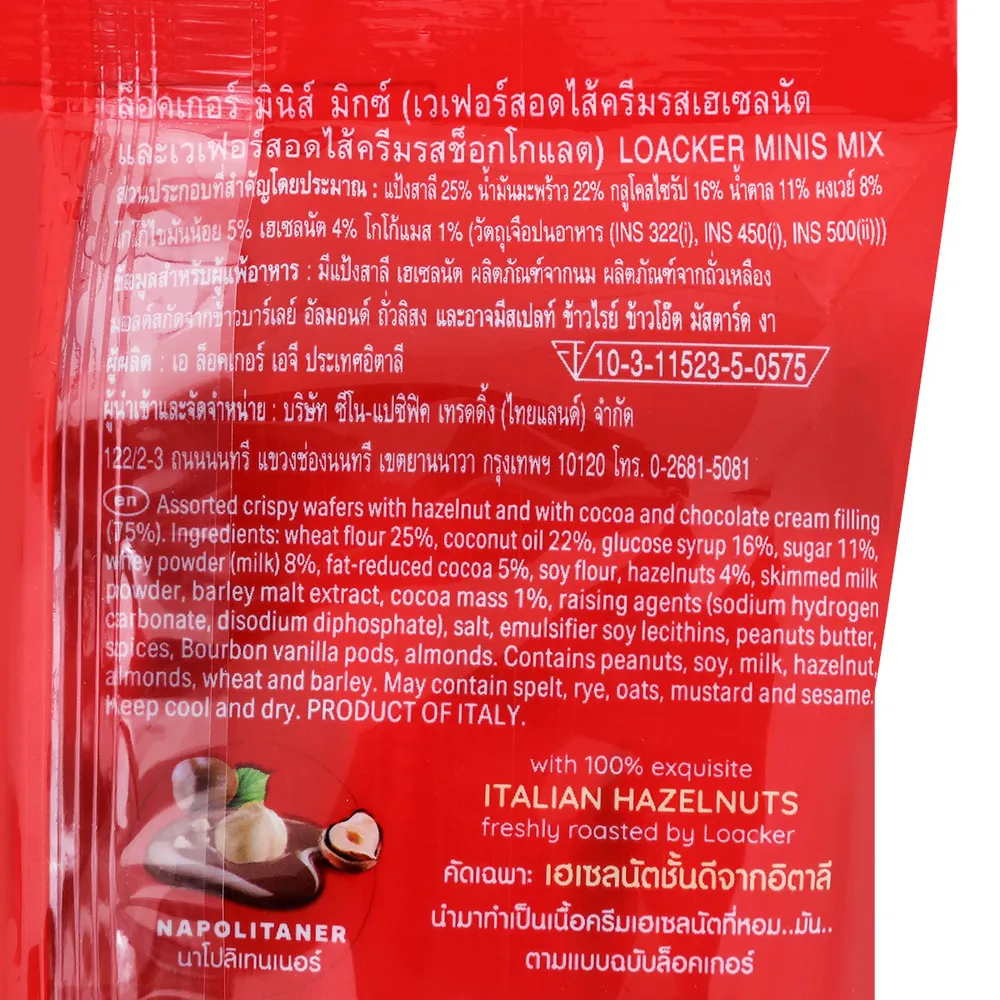 ล็อคเกอร์ มินิส์ มิกซ์ (เวเฟอร์สอดไส้ครีมรสเฮเซลนัต
และเวเฟอร์สอดไส้ครีมรสช็อกโกแลต) LOACKER MINIS MIX
ส่วนประกอบที่สำคัญโดยประมาณ : แป้งสาลี 25% น้ำมันมะพร้าว 22% กลูโคสไซรัป 16% น้ำตาล 11% ผงเวย์ 8%
โกโก้ไขมันน้อย 5% เฮเซลนัต 4% โกโก้แมส 1% (วัตถุเจือปนอาหาร (INS 322(i), INS 450(i), INS 500(ii)))
ข้อมูลสำหรับผู้แพ้อาหาร : มีแป้งสาลี เฮเซลนัต ผลิตภัณฑ์จากนม ผลิตภัณฑ์จากถั่วเหลือง
มอลต์สกัดจากข้าวบาร์เลย์ อัลมอนด์ ถั่วลิสง และอาจมีสเปลท์ ข้าวไรย์ ข้าวโอ๊ต มัสตาร์ด งา
ผู้ผลิต : เอ ล็อคเกอร์ เอจี ประเทศอิตาลี
10-3-11523-5-0575
ผู้นำเข้าและจัดจำหน่าย : บริษัท ซีโน-แปซิฟิค เทรดดิ้ง (ไทยแลนด์) จำกัด
122/2-3 ถนนนนทรี แขวงช่องนนทรี เขตยานนาวา กรุงเทพฯ 10120 โทร. 0-2681-5081
en Assorted crispy wafers with hazelnut and with cocoa and chocolate cream filling
(75%). Ingredients: wheat flour 25%, coconut oil 22%, glucose syrup 16%, sugar 11%,
whey powder (milk) 8%, fat-reduced cocoa 5%, soy flour, hazelnuts 4%, skimmed milk
powder, barley malt extract, cocoa mass 1%, raising agents (sodium hydrogen
carbonate, disodium diphosphate), salt, emulsifier soy lecithins, peanuts butter,
spices, Bourbon vanilla pods, almonds. Contains peanuts, soy, milk, hazelnut,
almonds, wheat and barley. May contain spelt, rye, oats, mustard and sesame.
Keep cool and dry. PRODUCT OF ITALY.
with 100% exquisite
ITALIAN HAZELNUTS
freshly roasted by Loacker
คัดเฉพาะ เฮเซลนัตชั้นดีจากอิตาลี
นำมาทำเป็นเนื้อครีมเฮเซลนัตที่หอม..มัน..
ตามแบบฉบับล็อคเกอร์
NAPOLITANER
นาโปลิเทนเนอร์